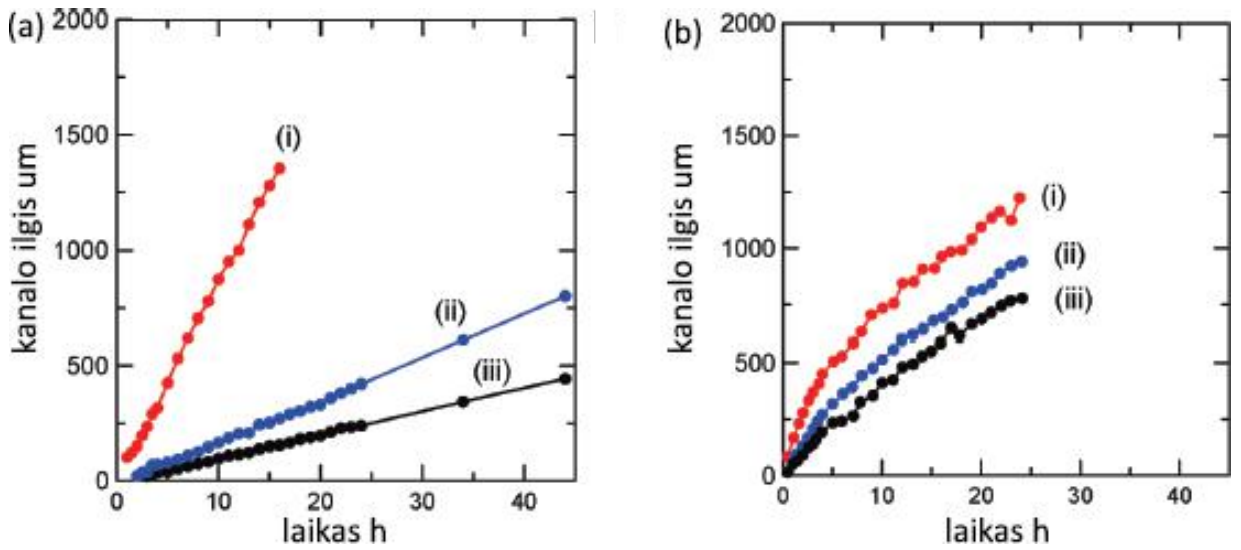 (a)
2000
1500
1000
500
0
0 10 20 30 40
kanalo ilgis um
laikas h
(i)
(ii)
(iii)
(b)
2000
1500
1000
500
0
0 10 20 30 40
kanalo ilgis um
laikas h
(i)
(ii)
(iii)